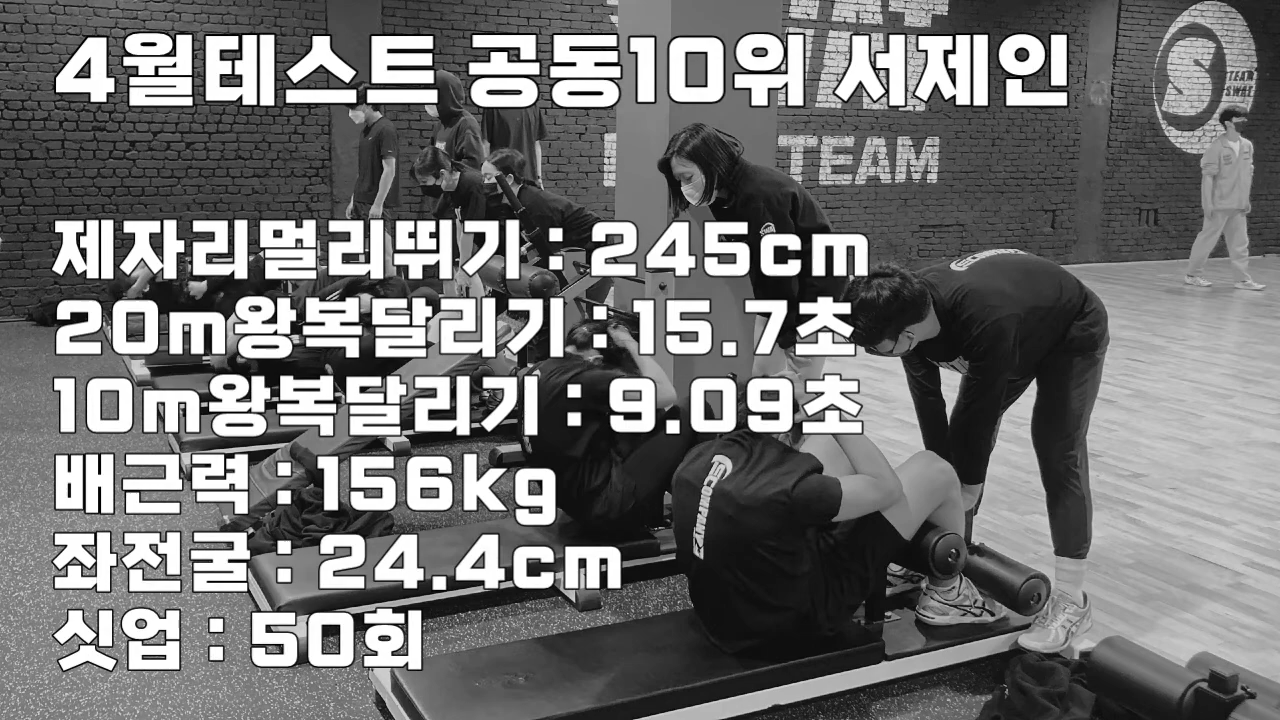 4월테스트 공동10위 서제인
TEAM
TEAM
제자리멀리뛰기 : 245cm
20m왕복달리기 : 15.7초
10m왕복달리기 : 9.09초
배근력 : 156kg
좌전굴 : 24.4cm
싯업 : 50회